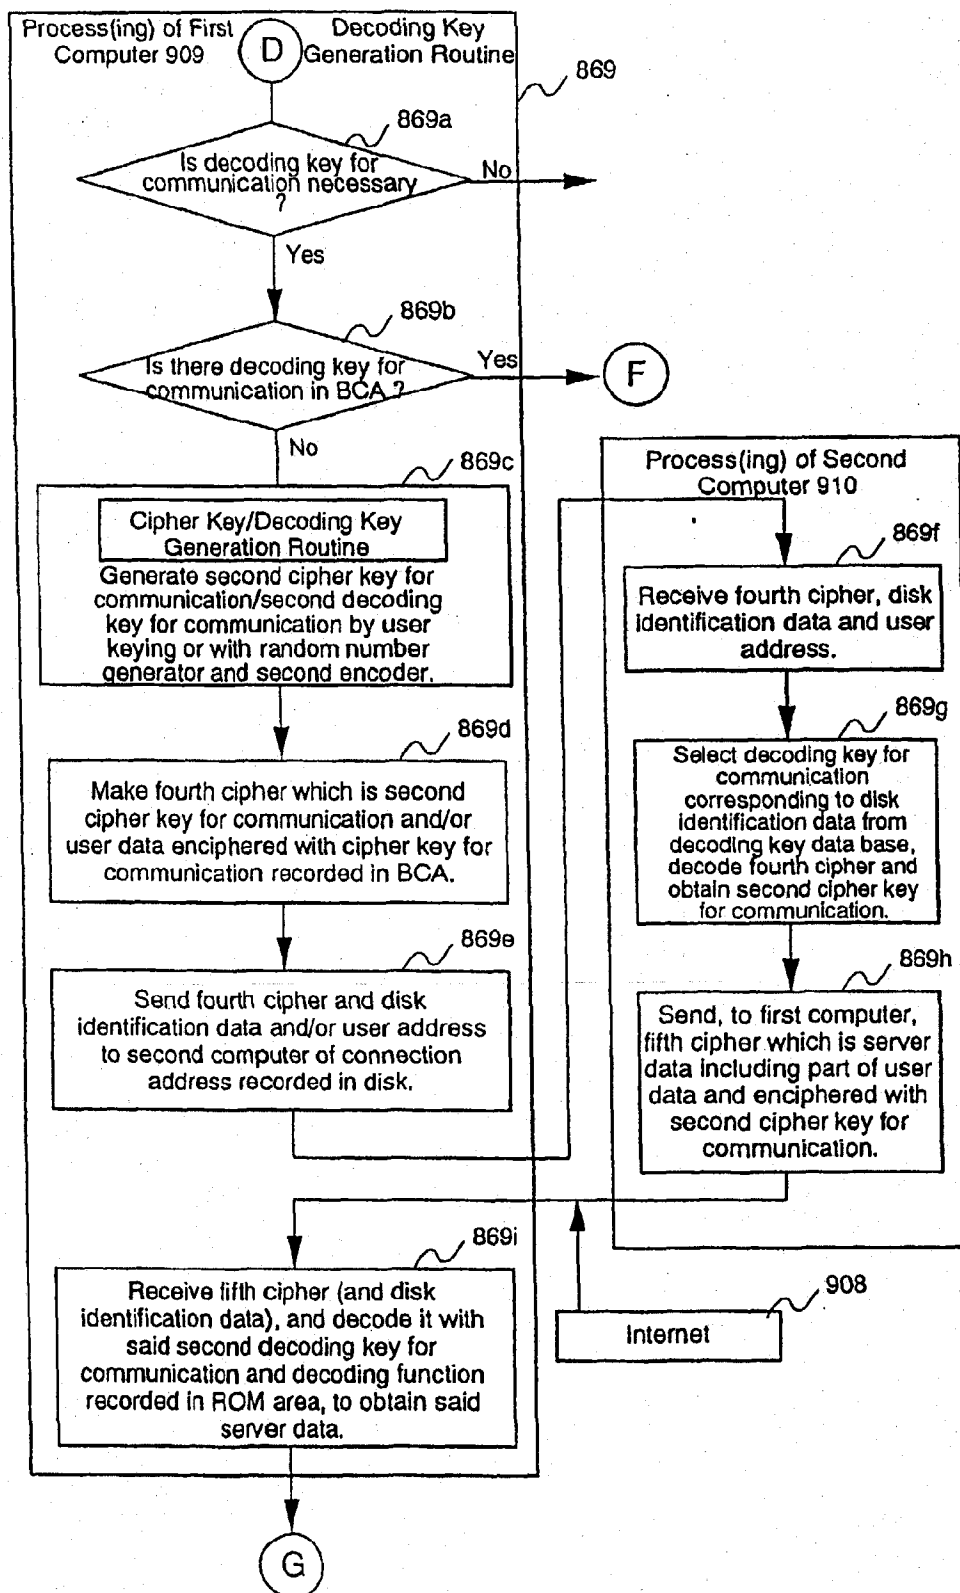 Process(ing) of First
Computer 909
D
Decoding Key
Generation Routine
869
869a
Is decoding key for
communication necessary
?
No
Yes
869b
Is there decoding key for
communication in BCA ?
Yes
F
No
869c
Cipher Key/Decoding Key
Generation Routine
Generate second cipher key for
communication/second decoding
key for communication by user
keying or with random number
generator and second encoder.
869d
Make fourth cipher which is second
cipher key for communication and/or
user data enciphered with cipher key for
communication recorded in BCA.
869e
Send fourth cipher and disk
identification data and/or user address
to second computer of connection
address recorded in disk.
Process(ing) of Second
Computer 910
869f
Receive fourth cipher, disk
identification data and user
address.
869g
Select decoding key for
communication
corresponding to disk
identification data from
decoding key data base,
decode fourth cipher and
obtain second cipher key
for communication.
869h
Send, to first computer,
fifth cipher which is server
data including part of user
data and enciphered with
second cipher key for
communication.
869i
Receive fifth cipher (and disk
identification data), and decode it with
said second decoding key for
communication and decoding function
recorded in ROM area, to obtain said
server data.
908
Internet
G